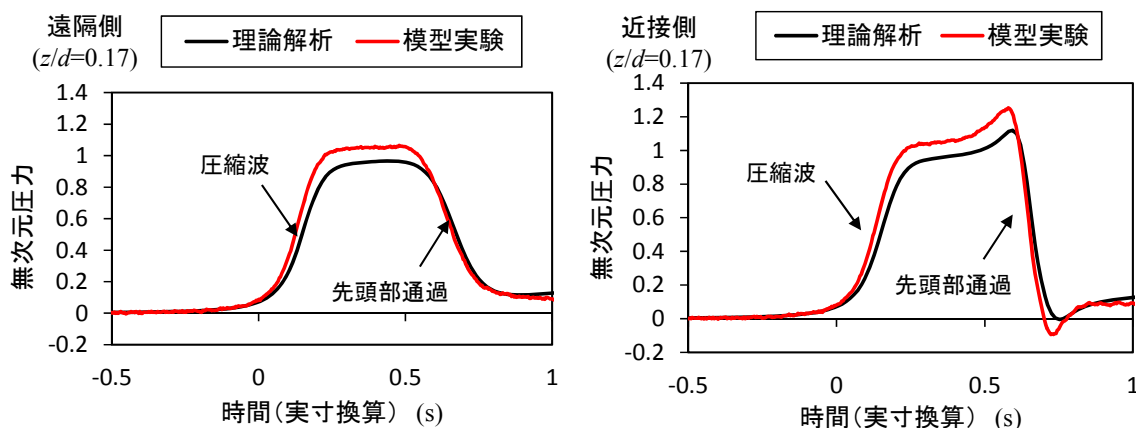 遠隔側
(z/d=0.17)
理論解析 模型実験
1.4
1.2
1
0.8
0.6
0.4
0.2
0
-0.2
無次元圧力
圧縮波
先頭部通過
-0.5 0 0.5 1
時間(実寸換算) (s)
近接側
(z/d=0.17)
理論解析 模型実験
1.4
1.2
1
0.8
0.6
0.4
0.2
0
-0.2
無次元圧力
圧縮波
先頭部通過
-0.5 0 0.5 1
時間(実寸換算) (s)